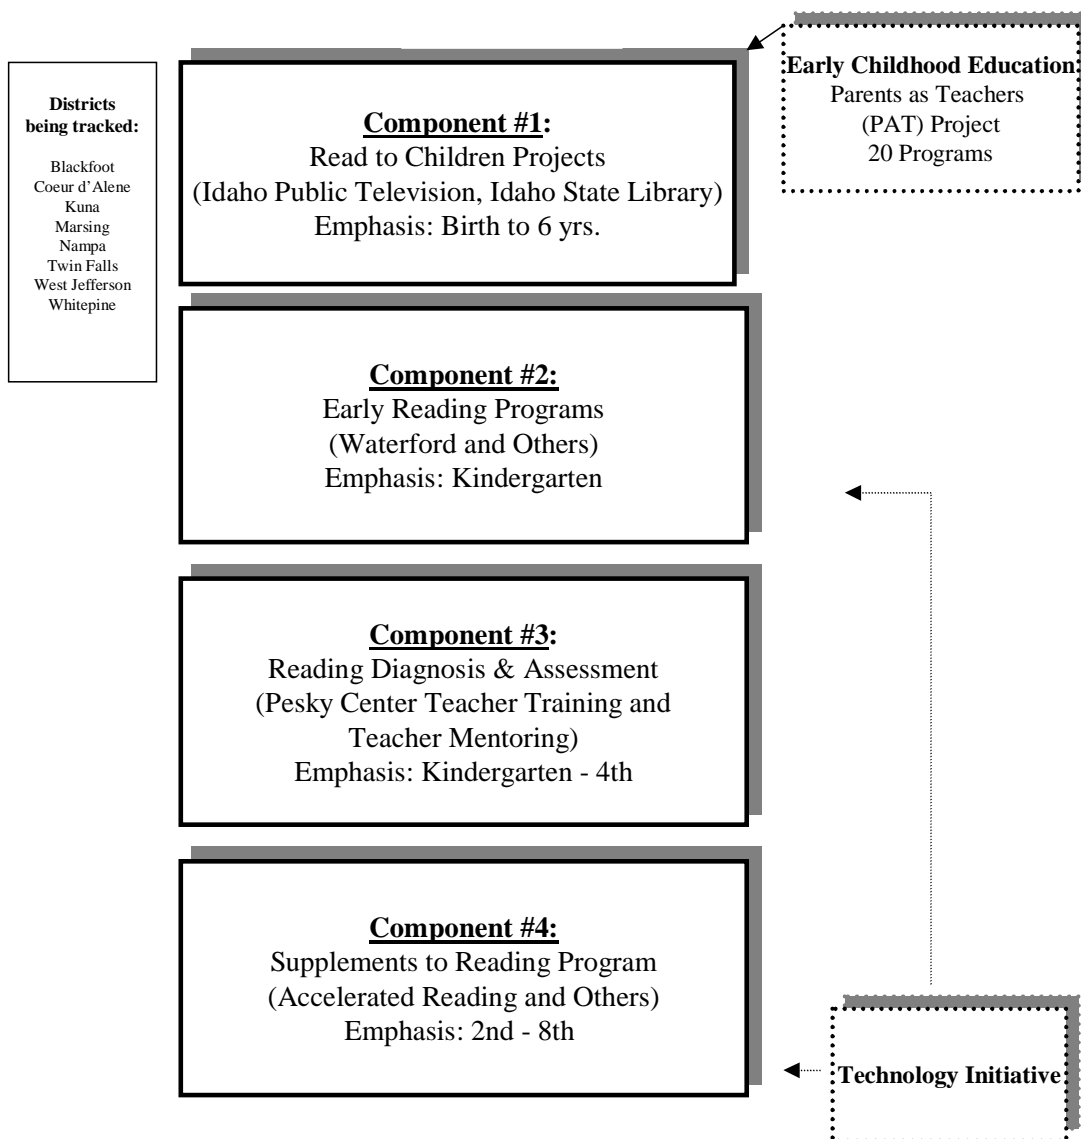 Districts
being tracked:
Blackfoot
Coeur d’Alene
Kuna
Marsing
Nampa
Twin Falls
West Jefferson
Whitepine
Component #1:
Read to Children Projects
(Idaho Public Television, Idaho State Library)
Emphasis: Birth to 6 yrs.
Early Childhood Education
Parents as Teachers
(PAT) Project
20 Programs
Component #2:
Early Reading Programs
(Waterford and Others)
Emphasis: Kindergarten
Component #3:
Reading Diagnosis & Assessment
(Pesky Center Teacher Training and
Teacher Mentoring)
Emphasis: Kindergarten - 4th
Component #4:
Supplements to Reading Program
(Accelerated Reading and Others)
Emphasis: 2nd - 8th
Technology Initiative